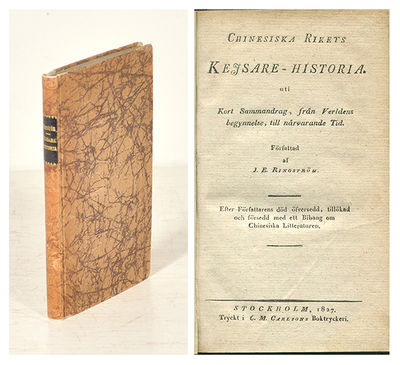 CHINESISKA RIKETS
KEJSARE-HISTORIA.
uti
Kort Sammandrag, från Verldens
begynnelse, till närvarande Tid.
Författad
af
J. E. RINGSTRÖM.
Efter Författarens död öfversedd, tillökad
och försedd med ett Bihang om
Chinesiska Litteraturen.
STOCKHOLM, 1827.
Tryckt i C. M. CARLSONS Boktryckeri.